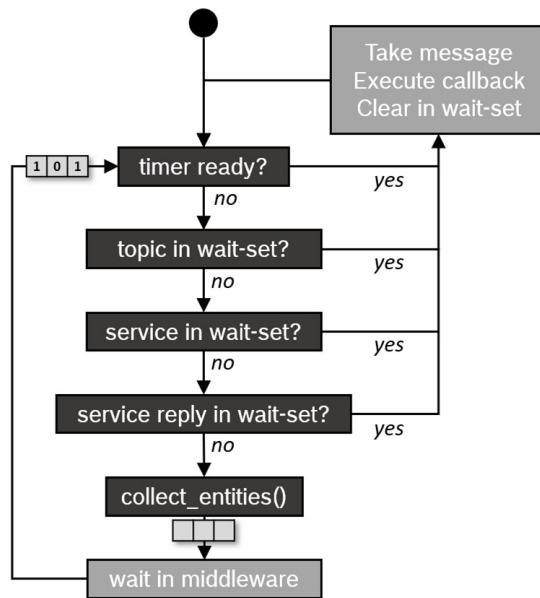 Take message
Execute callback
Clear in wait-set
1 0 1
timer ready?
yes
no
topic in wait-set?
yes
no
service in wait-set?
yes
no
service reply in wait-set?
yes
no
collect_entities()
wait in middleware